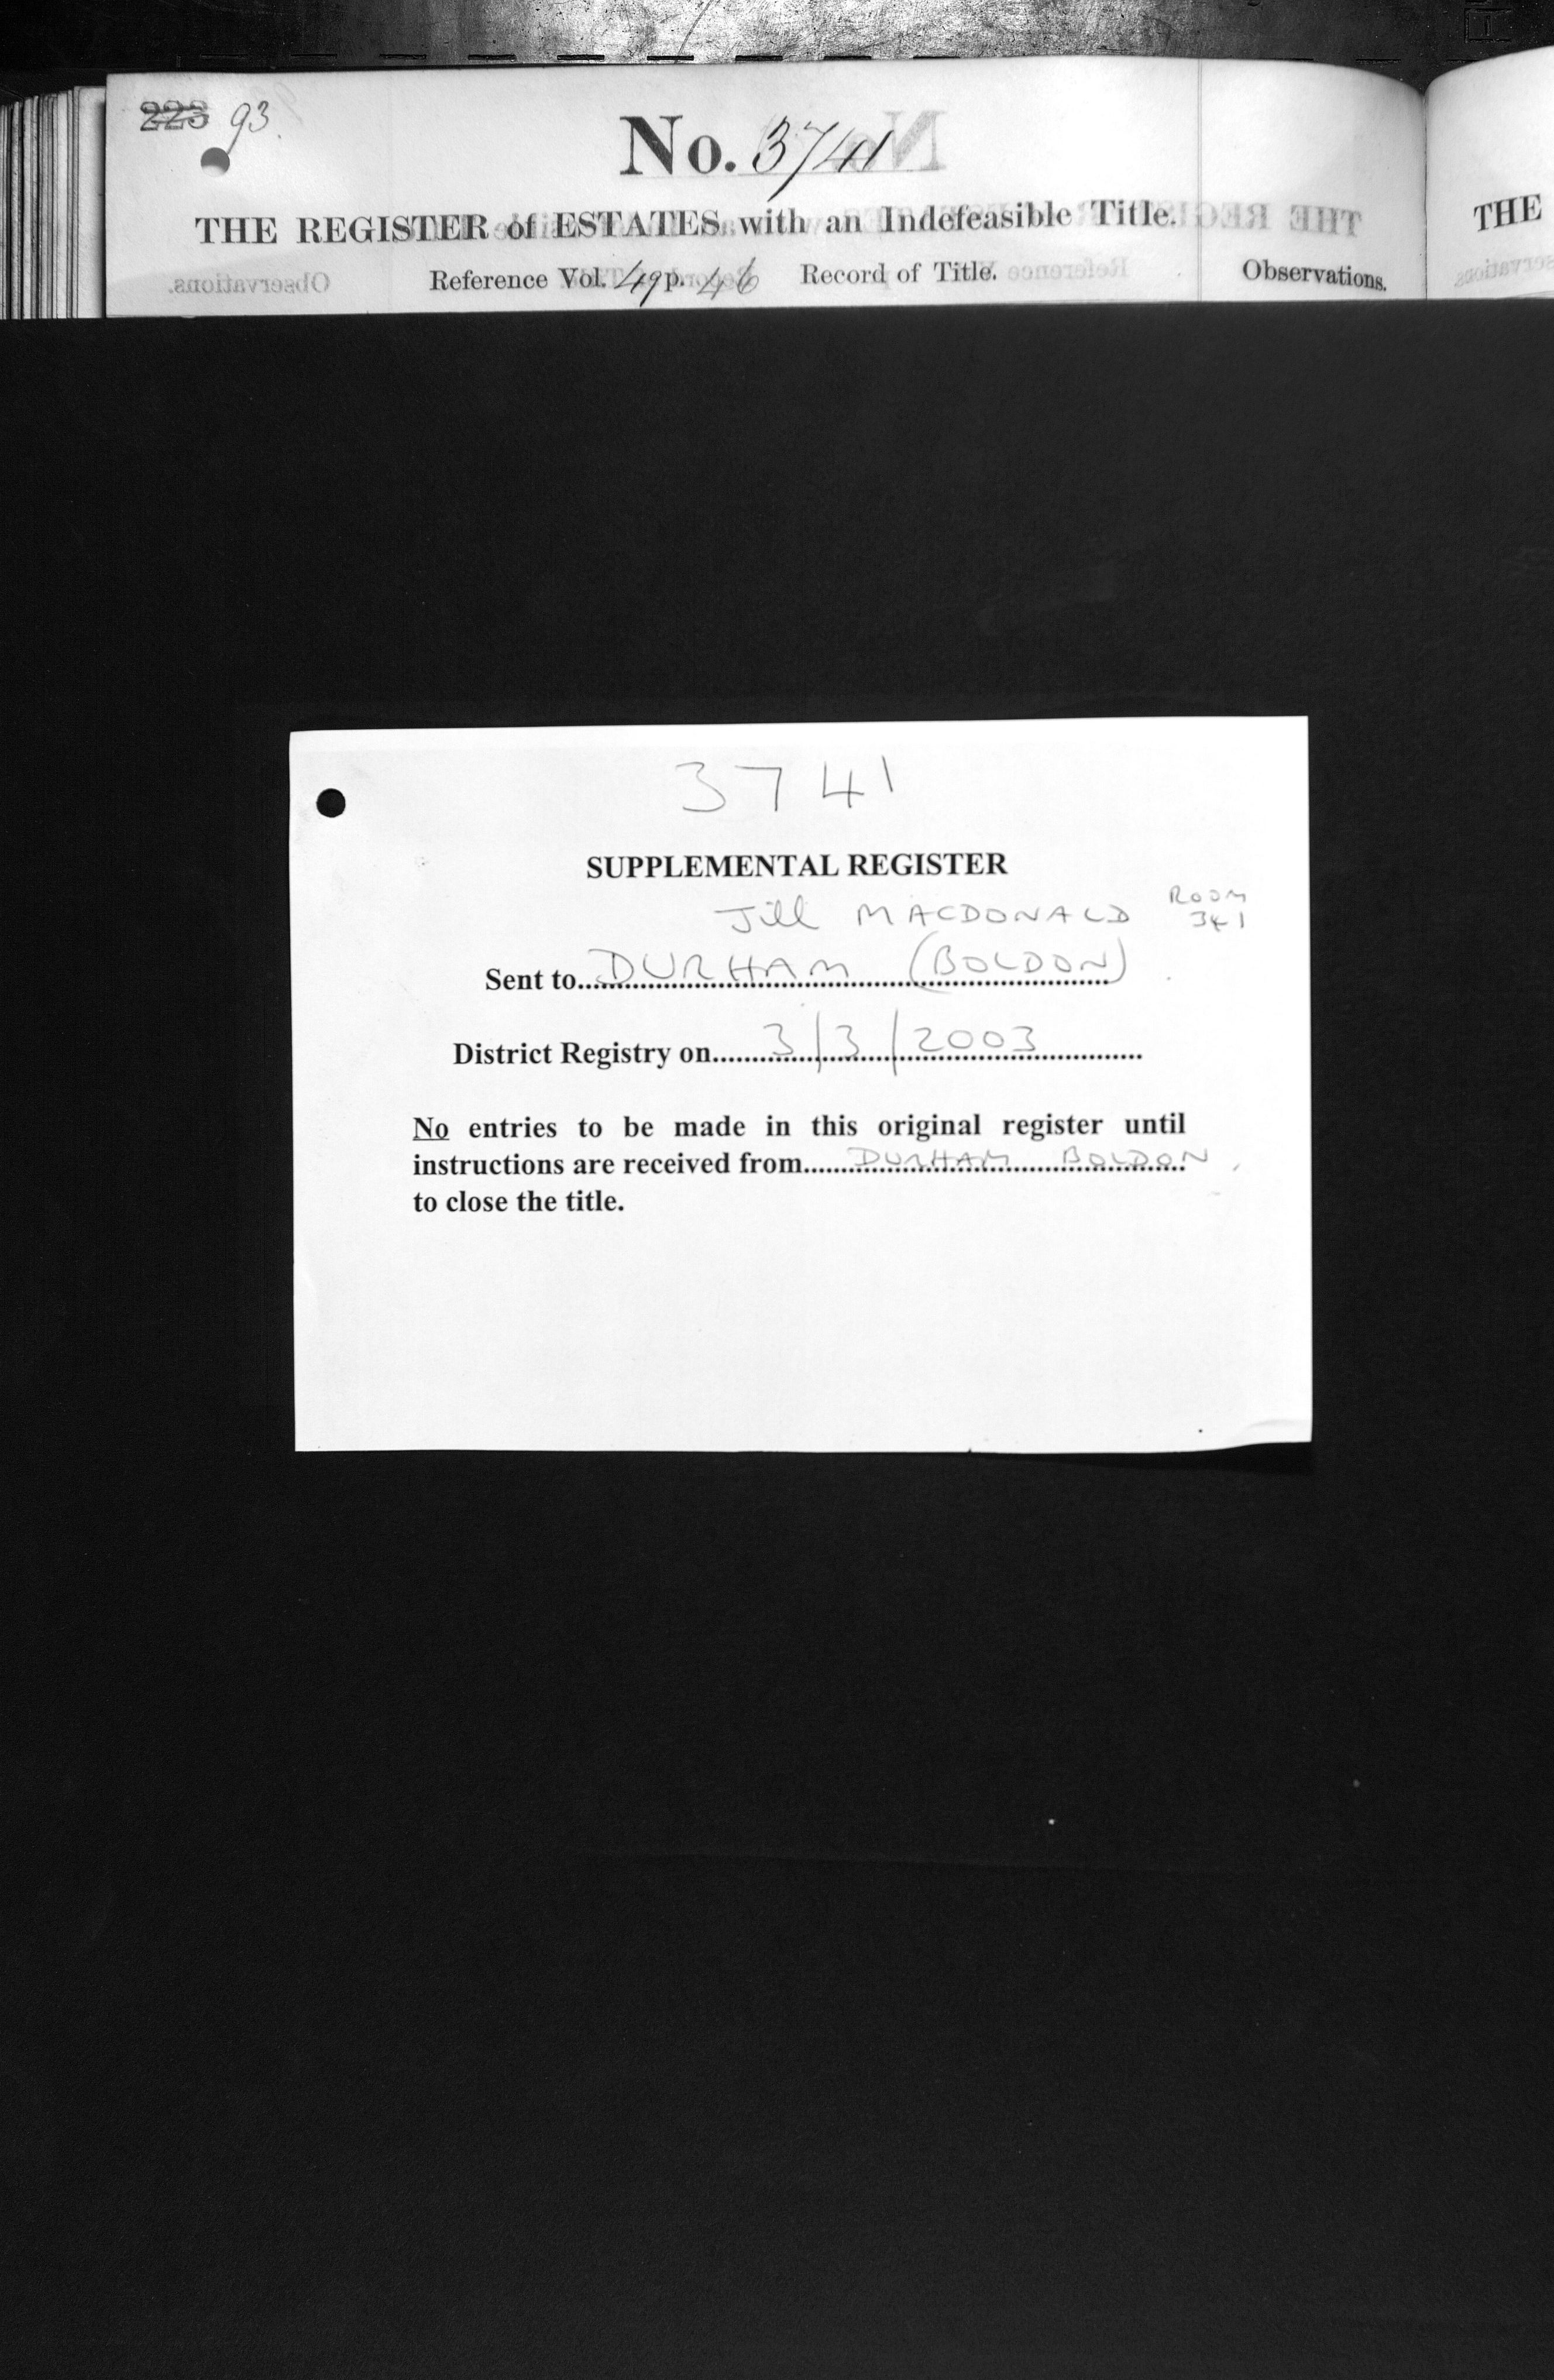 223 93.
No. 3741
THE REGISTER of ESTATES with an Indefeasible Title.
Reference Vol. 49 p. 46 Record of Title. Observations.
THE
3741
SUPPLEMENTAL REGISTER
Jill MACDONALD ROOM 341
Sent to DURHAM (BOLDON)
District Registry on 3/3/2003
No entries to be made in this original register until
instructions are received from DURHAM BOLDON
to close the title.